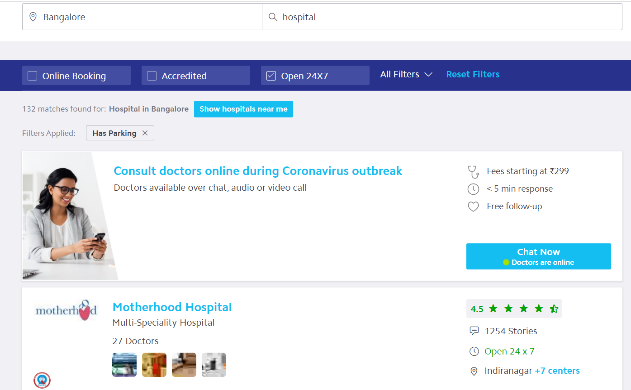 Bangalore hospital
Online Booking Accredited Open 24X7 All Filters Reset Filters
132 matches found for: Hospital in Bangalore Show hospitals near me
Filters Applied: Has Parking ×
Consult doctors online during Coronavirus outbreak
Doctors available over chat, audio or video call
Fees starting at ₹299
< 5 min response
Free follow-up
Chat Now
Doctors are online
motherhood
Motherhood Hospital
Multi-Speciality Hospital
27 Doctors
4.5
1254 Stories
Open 24 x 7
Indiranagar +7 centers